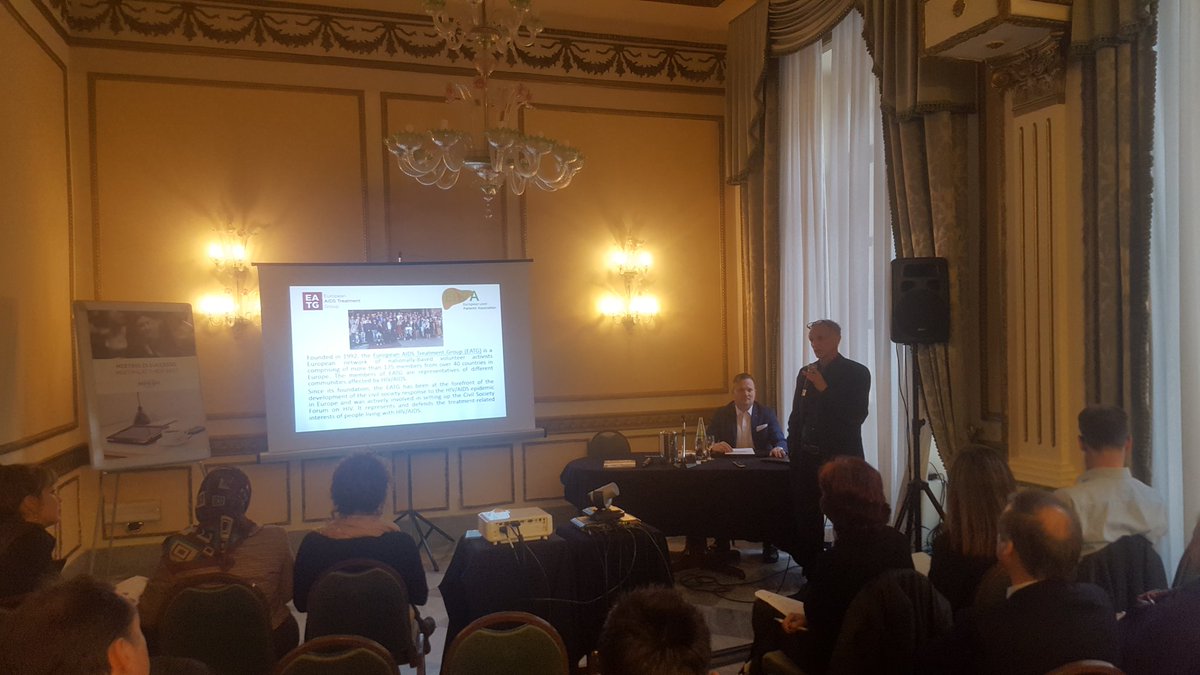 EA
TG
European
AIDS Treatment
Group
A
European Liver
Patients' Association
Founded in 1992, the European AIDS Treatment Group (EATG) is a
European network of nationally-based volunteer activists
comprising of more than 175 members from over 40 countries in
Europe. The members of EATG are representatives of different
communities affected by HIV/AIDS.
Since its foundation, the EATG has been at the forefront of the
development of the civil society response to the HIV/AIDS epidemic
in Europe and was actively involved in setting up the Civil Society
Forum on HIV. It represents and defends the treatment-related
interests of people living with HIV/AIDS.
MEETING IS SUCCESS,